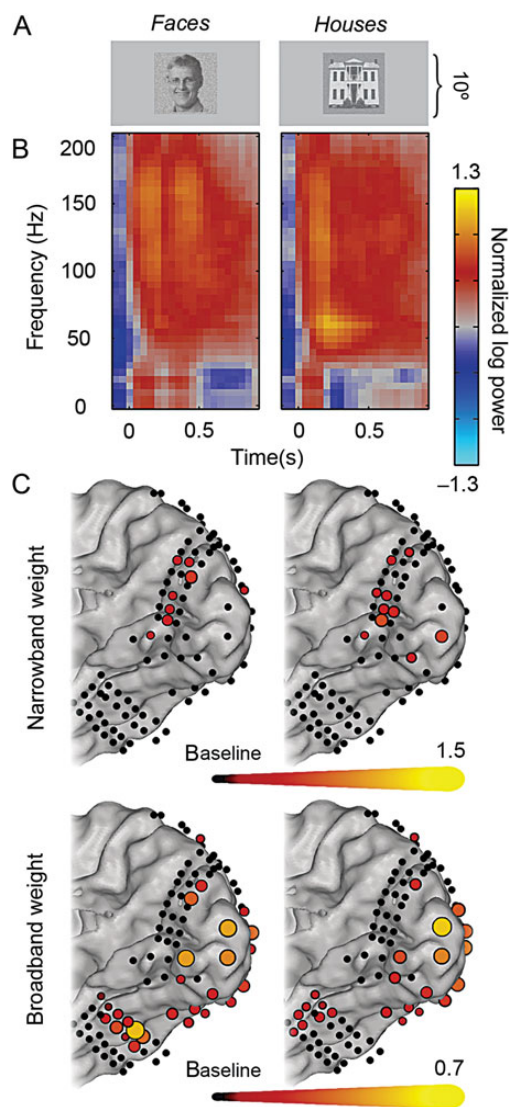 A
Faces
Houses
10º
B
200
150
100
50
0
Frequency (Hz)
0
0.5
0
0.5
Time(s)
1.3
Normalized log power
–1.3
C
Narrowband weight
Baseline
1.5
Broadband weight
Baseline
0.7